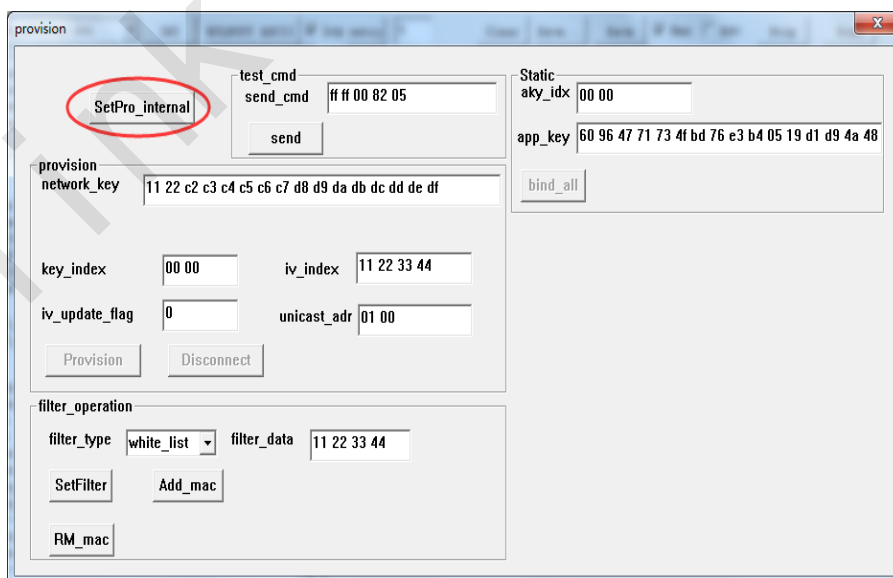 provision
SetPro_internal
test_cmd
send_cmd ff ff 00 82 05
send
Static
aky_idx 00 00
app_key 60 96 47 71 73 4f bd 76 e3 b4 05 19 d1 d9 4a 48
bind_all
provision
network_key 11 22 c2 c3 c4 c5 c6 c7 d8 d9 da db dc dd de df
key_index 00 00 iv_index 11 22 33 44
iv_update_flag 0 unicast_adr 01 00
Provision Disconnect
filter_operation
filter_type white_list filter_data 11 22 33 44
SetFilter Add_mac
RM_mac